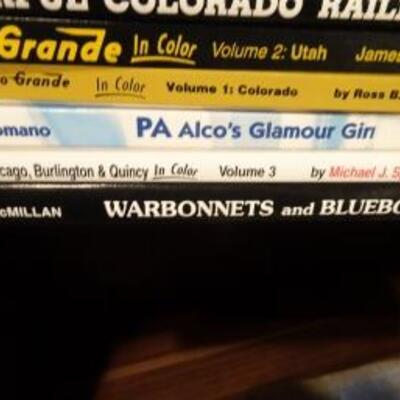 COLORADO RAIL
Grande In Color Volume 2: Utah James
o Grande In Color Volume 1: Colorado by Ross B.
omano PA Alco's Glamour Girl
cago, Burlington & Quincy In Color Volume 3 by Michael J. S
cMILLAN WARBONNETS and BLUEBO